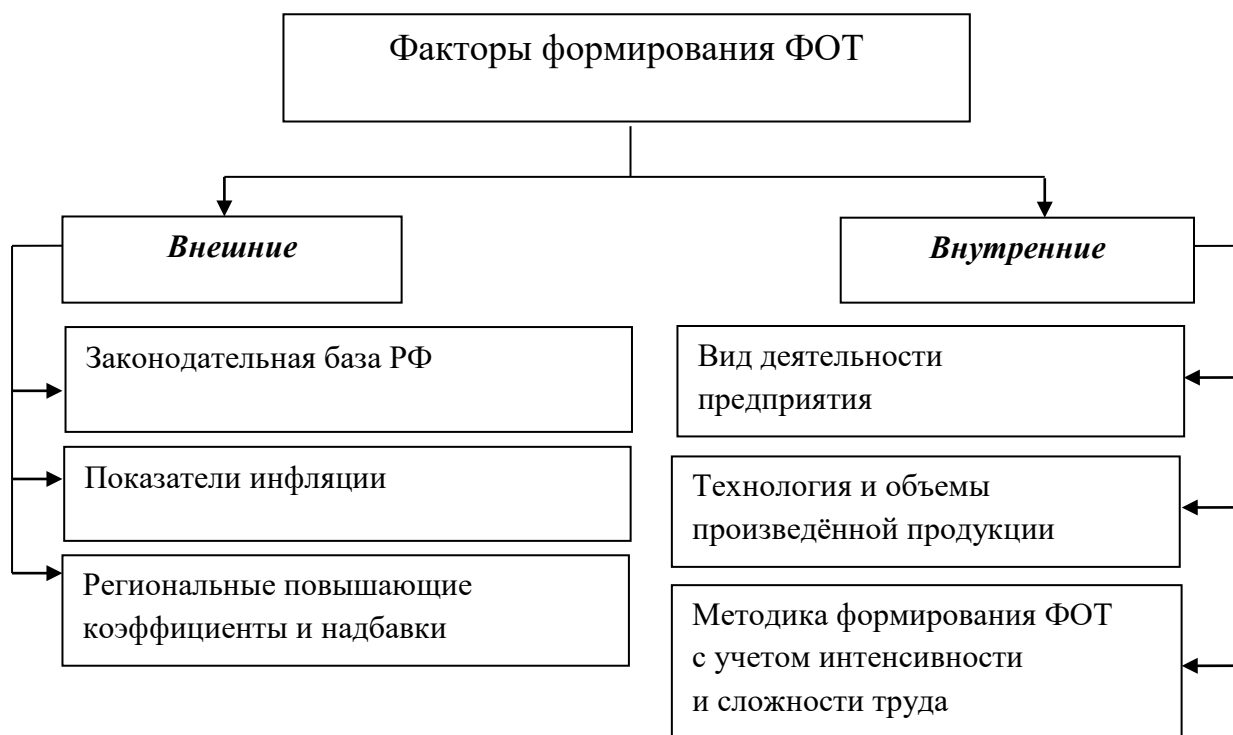 Факторы формирования ФОТ
Внешние
Законодательная база РФ
Показатели инфляции
Региональные повышающие
коэффициенты и надбавки
Внутренние
Вид деятельности
предприятия
Технология и объемы
произведённой продукции
Методика формирования ФОТ
с учетом интенсивности
и сложности труда